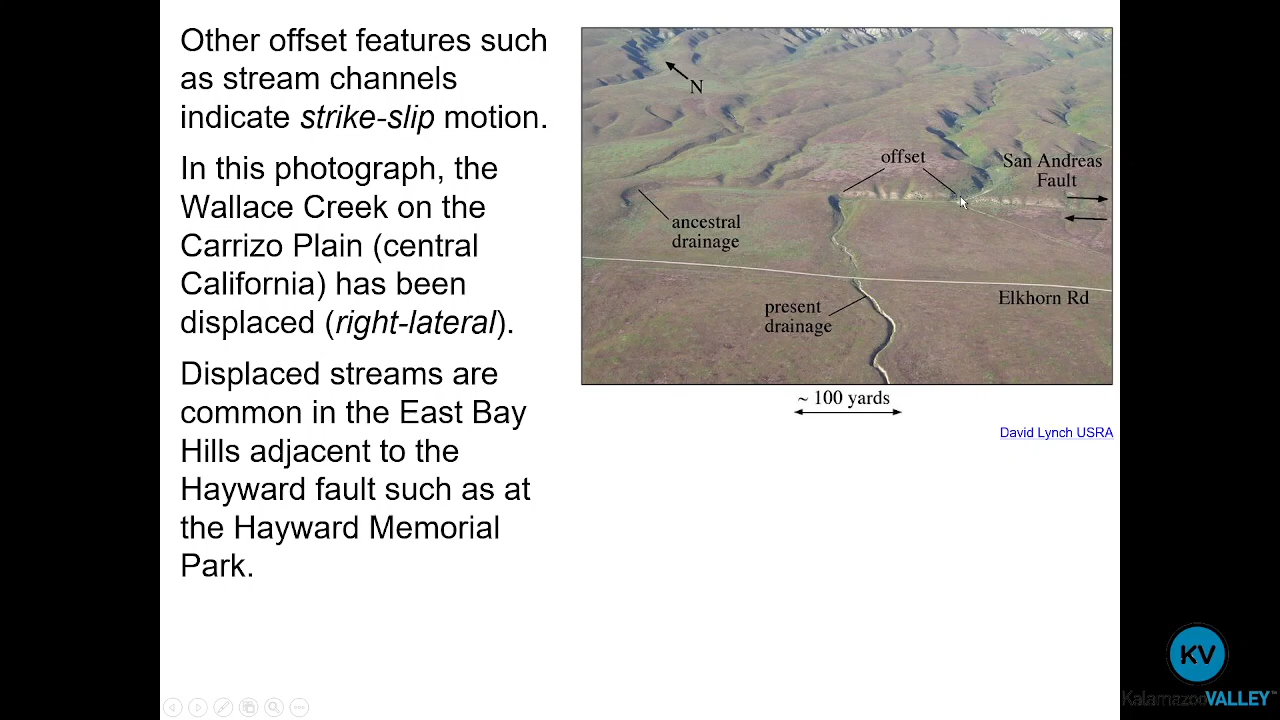 Other offset features such
as stream channels
indicate strike-slip motion.
In this photograph, the
Wallace Creek on the
Carrizo Plain (central
California) has been
displaced (right-lateral).
Displaced streams are
common in the East Bay
Hills adjacent to the
Hayward fault such as at
the Hayward Memorial
Park.
N
offset
San Andreas
Fault
ancestral
drainage
Elkhorn Rd
present
drainage
~ 100 yards
David Lynch USRA
KV
KalamazooVALLEY™